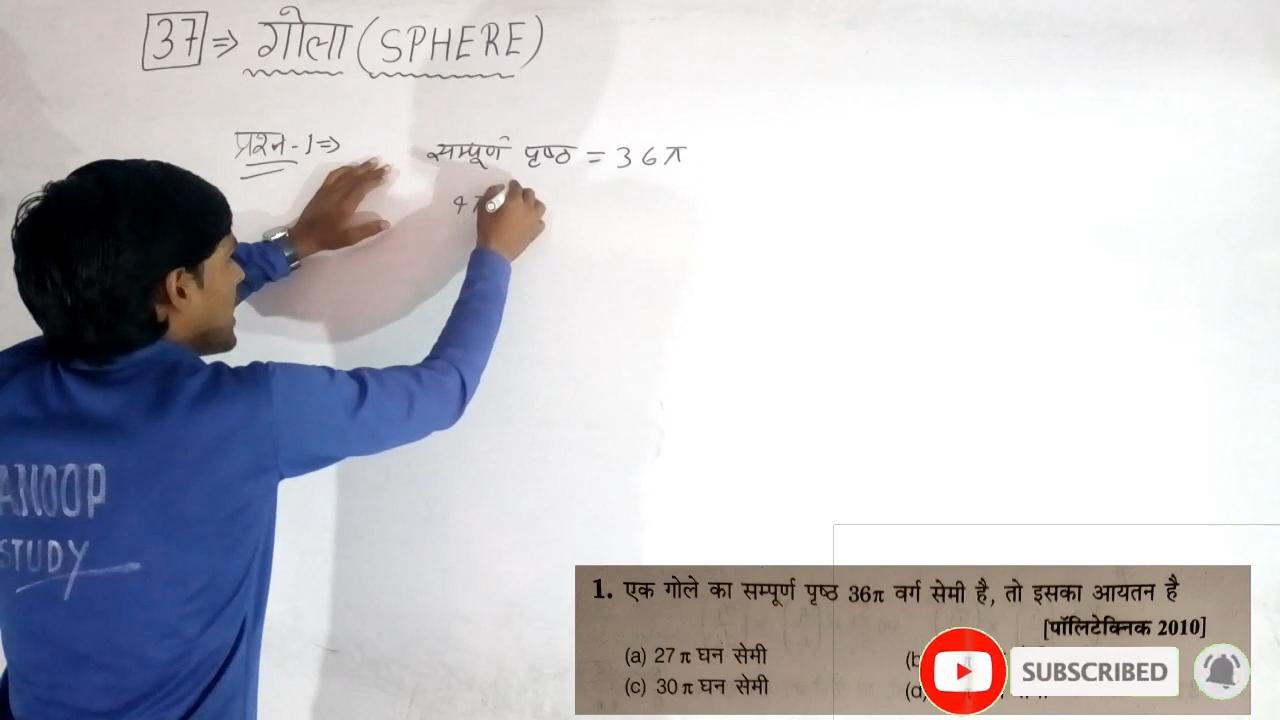 37 ⇒ गोला (SPHERE)
प्रश्न-1⇒ सम्पूर्ण पृष्ठ = 36π
4π
ANOOP
STUDY
1. एक गोले का सम्पूर्ण पृष्ठ 36π वर्ग सेमी है, तो इसका आयतन है
[पॉलिटेक्निक 2010]
(a) 27 π घन सेमी (b)
(c) 30 π घन सेमी (d)
SUBSCRIBED